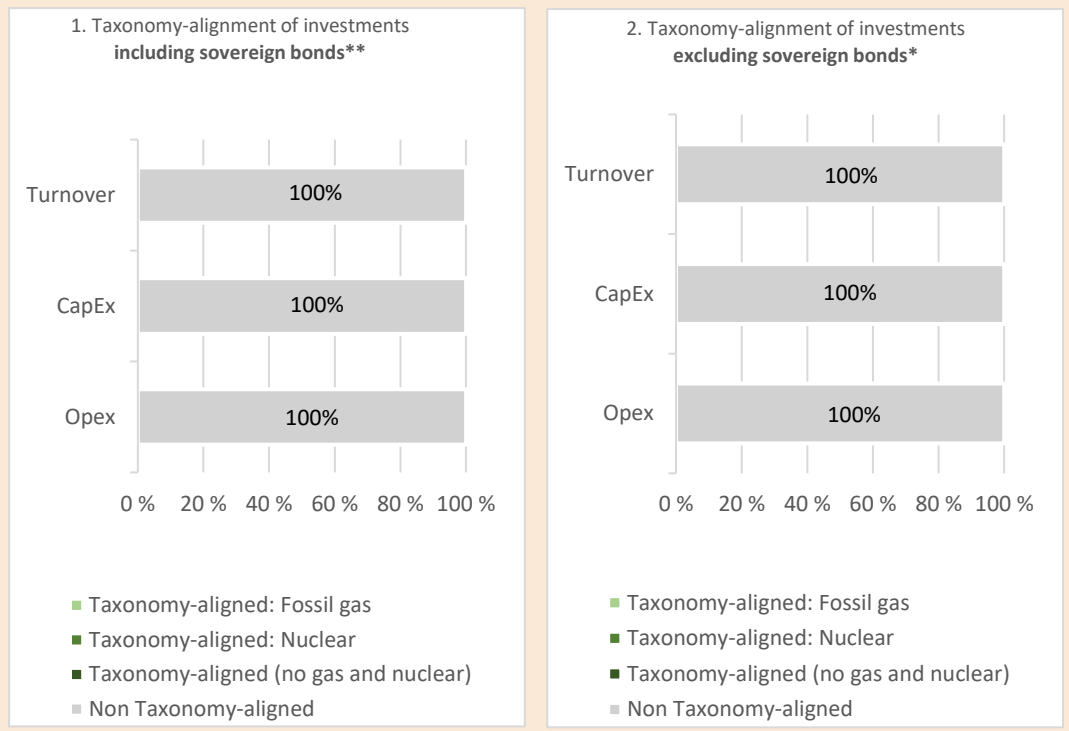 1. Taxonomy-alignment of investments
including sovereign bonds**
Turnover
100%
CapEx
100%
Opex
100%
0 % 20 % 40 % 60 % 80 % 100 %
Taxonomy-aligned: Fossil gas
Taxonomy-aligned: Nuclear
Taxonomy-aligned (no gas and nuclear)
Non Taxonomy-aligned
2. Taxonomy-alignment of investments
excluding sovereign bonds*
Turnover
100%
CapEx
100%
Opex
100%
0 % 20 % 40 % 60 % 80 % 100 %
Taxonomy-aligned: Fossil gas
Taxonomy-aligned: Nuclear
Taxonomy-aligned (no gas and nuclear)
Non Taxonomy-aligned